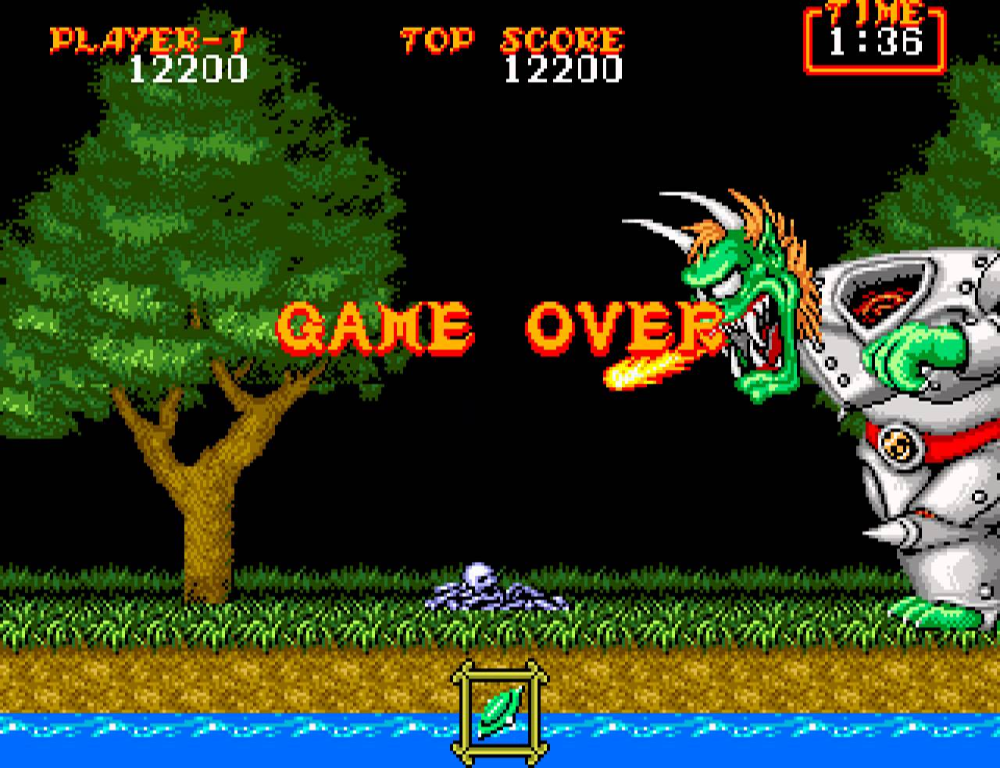 PLAYER-1
12200
TOP SCORE
12200
TIME
1:36
GAME OVER